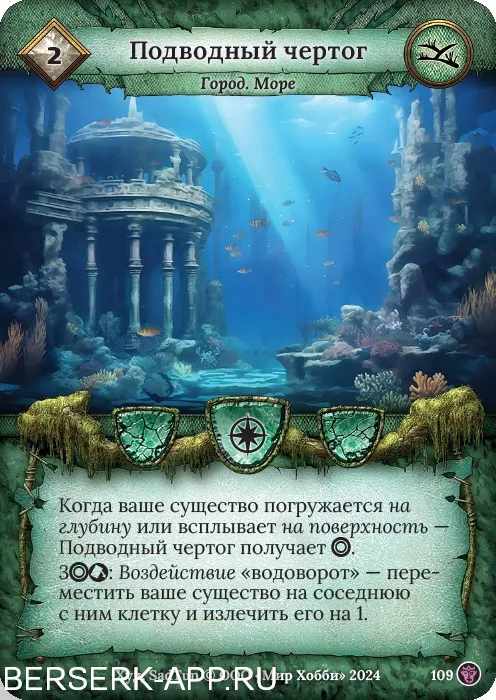 2
Подводный чертог
Город. Море
Когда ваше существо погружается на
глубину или всплывает на поверхность —
Подводный чертог получает
3 : Воздействие «водоворот» — пере-
местить ваше существо на соседнюю
с ним клетку и излечить его на 1.
© ООО «Мир Хобби» 2024
109
BERSERK-APP.RU